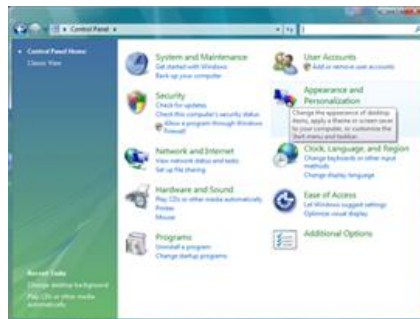 Control Panel
Control Panel Home
Classic View
System and Maintenance
Get started with Windows
Back up your computer
Security
Check for updates
Check this computer's security status
Allow a program through Windows
Firewall
Network and Internet
View network status and tasks
Set up file sharing
Hardware and Sound
Play CDs or other media automatically
Printer
Mouse
Programs
Uninstall a program
Change startup programs
User Accounts
Add or remove user accounts
Appearance and
Personalization
Change the appearance of desktop
items, apply a theme or screen saver
to your computer, or customize the
Start menu and taskbar.
Clock, Language, and Region
Change keyboards or other input
methods
Change display language
Ease of Access
Let Windows suggest settings
Optimize visual display
Additional Options
Recent Tasks
Change desktop background
Play CDs or other media
automatically